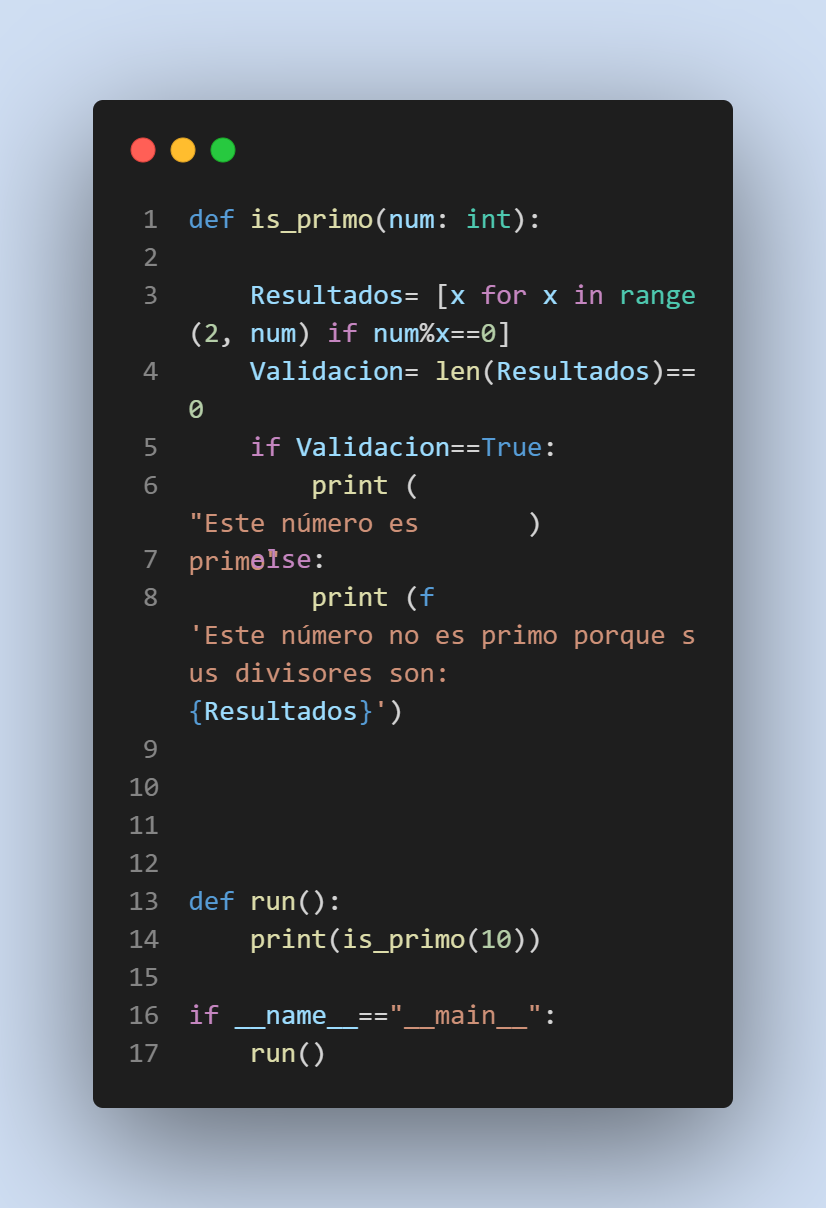 1 def is_primo(num: int):
2
3     Resultados= [x for x in range
(2, num) if num%x==0]
4     Validacion= len(Resultados)==
0
5     if Validacion==True:
6         print (
"Este número es       )
primo"
7     else:
8         print (f
'Este número no es primo porque s
us divisores son:
{Resultados}')
9
10
11
12
13 def run():
14     print(is_primo(10))
15
16 if __name__=="__main__":
17     run()